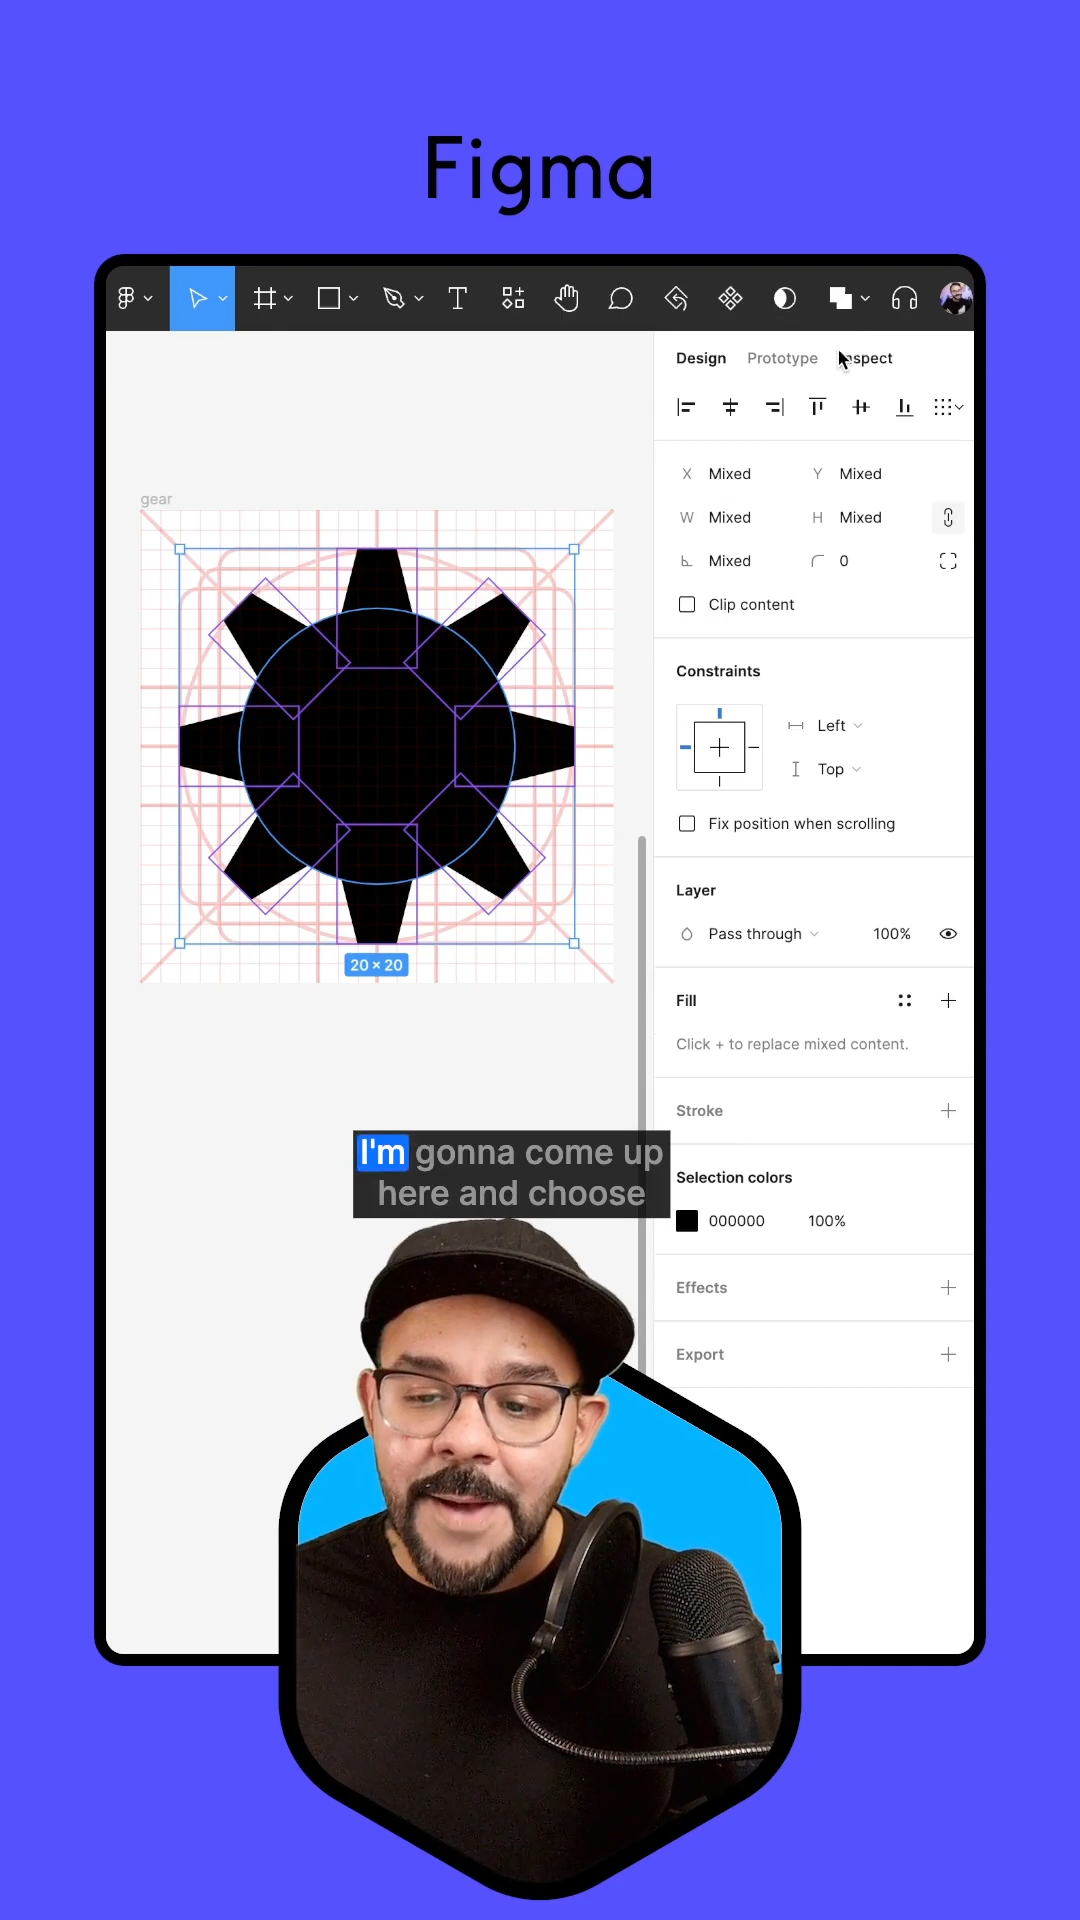 Figma
Design Prototype Inspect
X Mixed Y Mixed
W Mixed H Mixed
Mixed 0
Clip content
gear
Constraints
Left
Top
Fix position when scrolling
Layer
Pass through 100%
20 × 20
Fill
Click + to replace mixed content.
Stroke
I'm gonna come up
here and choose
Selection colors
000000 100%
Effects
Export